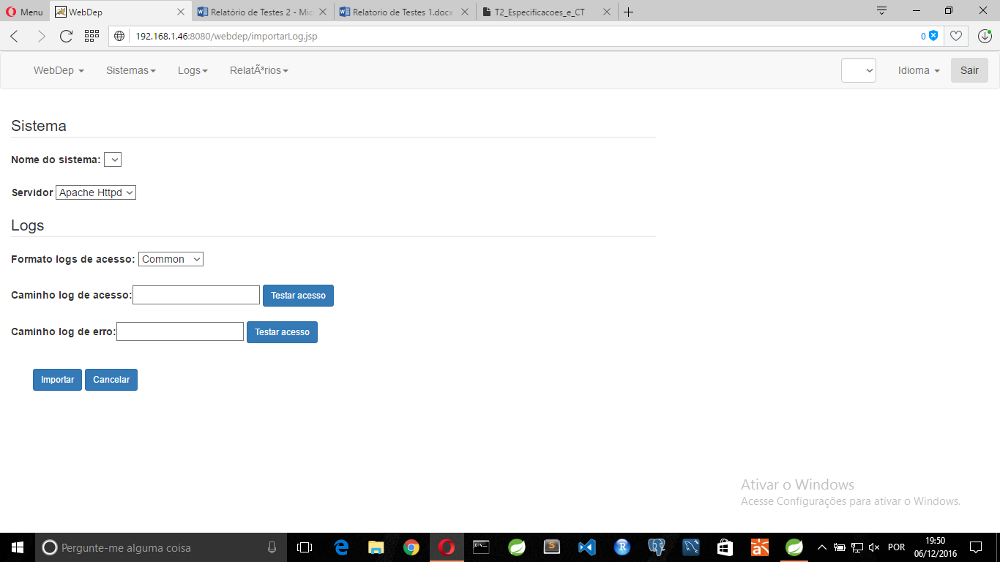 Menu WebDep Relatório de Testes 2 - Mic Relatorio de Testes 1.docx T2_Especificacoes_e_CT
192.168.1.46:8080/webdep/importarLog.jsp 0
WebDep Sistemas Logs RelatÃ³rios Idioma Sair
Sistema
Nome do sistema:
Servidor Apache Httpd
Logs
Formato logs de acesso: Common
Caminho log de acesso: Testar acesso
Caminho log de erro: Testar acesso
Importar Cancelar
Ativar o Windows
Acesse Configurações para ativar o Windows.
Pergunte-me alguma coisa POR 19:50
06/12/2016